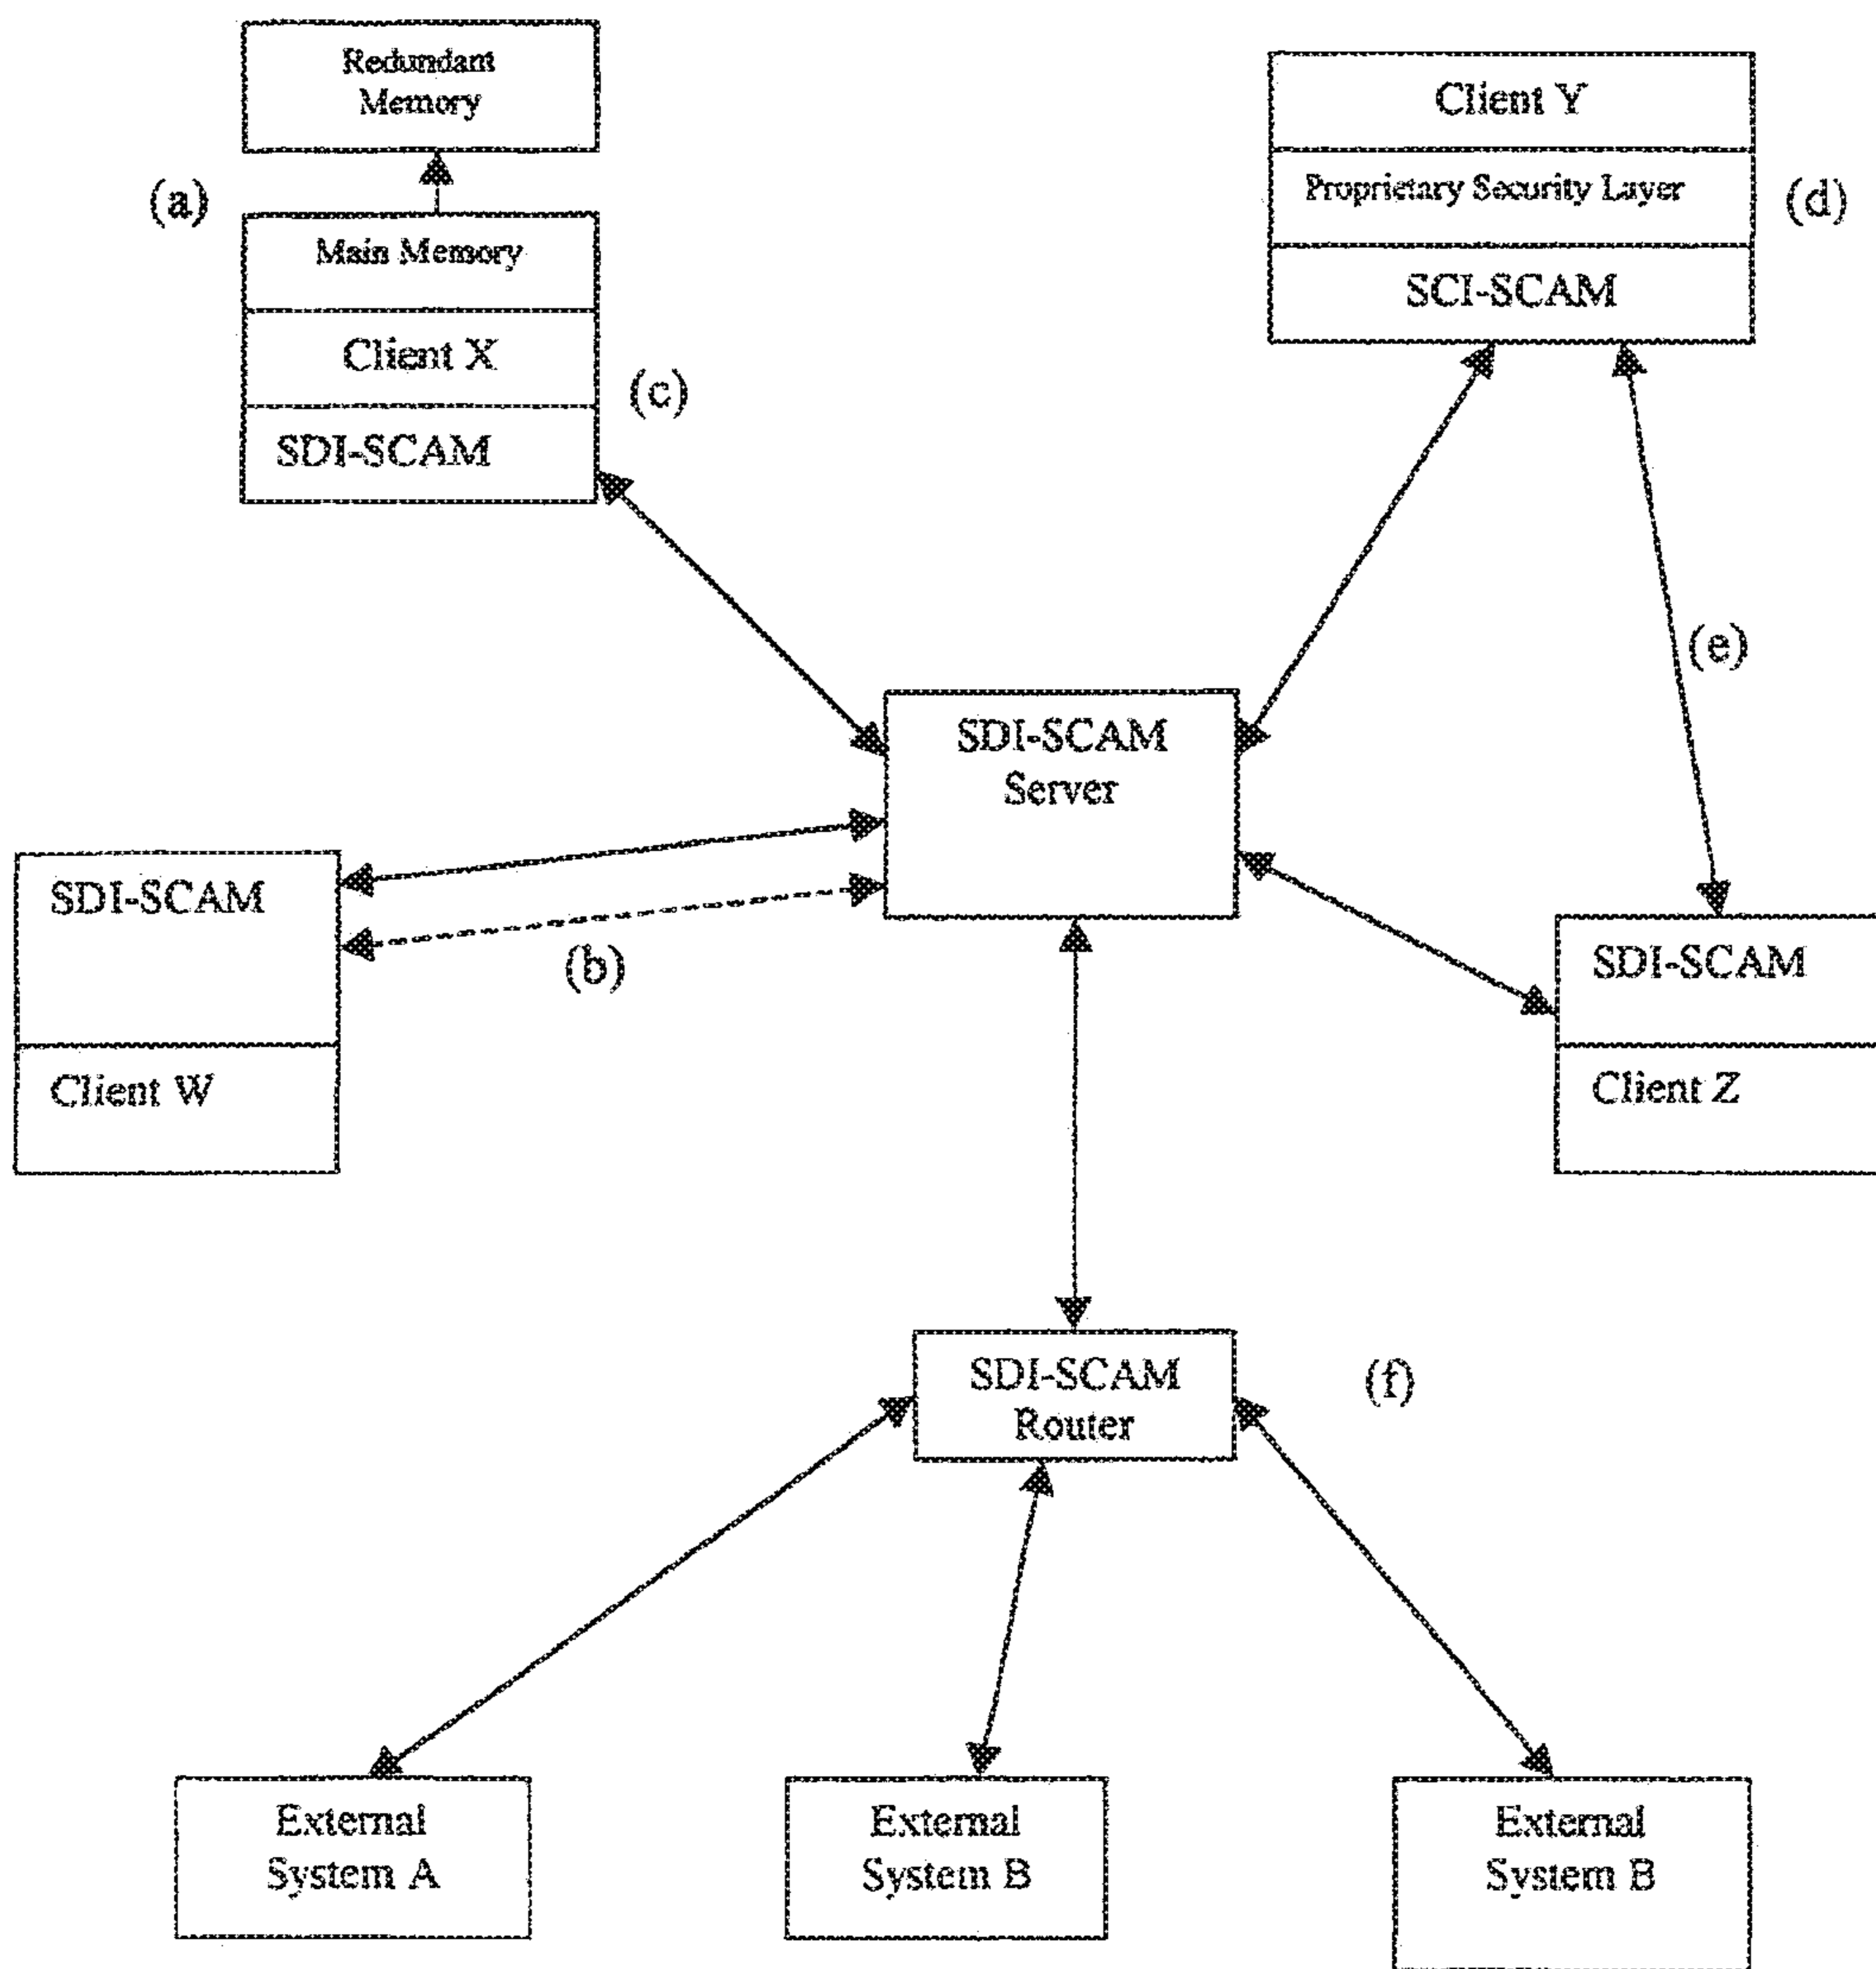 Redundant
Memory
Client Y
(a)
Proprietary Security Layer
(d)
Main Memory
SCI-SCAM
Client X
(c)
SDI-SCAM
(e)
SDI-SCAM
Server
SDI-SCAM
(b)
SDI-SCAM
Client W
Client Z
SDI-SCAM
Router
(f)
External
System A
External
System B
External
System B